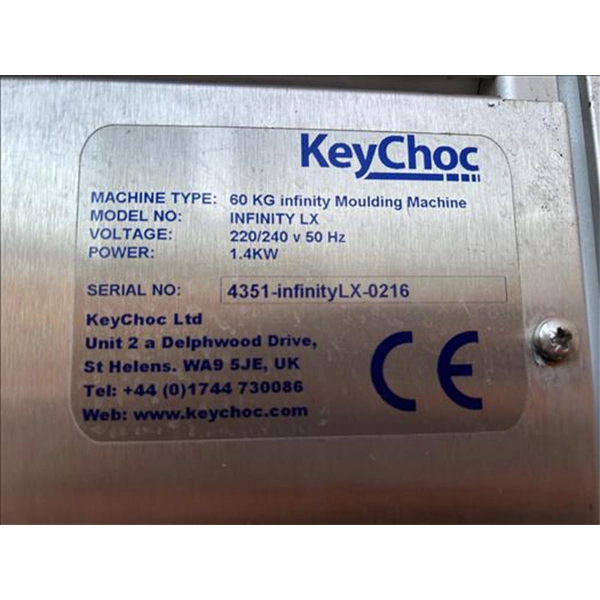 KeyChoc
MACHINE TYPE: 60 KG infinity Moulding Machine
MODEL NO: INFINITY LX
VOLTAGE: 220/240 v 50 Hz
POWER: 1.4KW
SERIAL NO: 4351-infinityLX-0216
KeyChoc Ltd
Unit 2 a Delphwood Drive,
St Helens. WA9 5JE, UK
Tel: +44 (0)1744 730086
Web: www.keychoc.com
CE